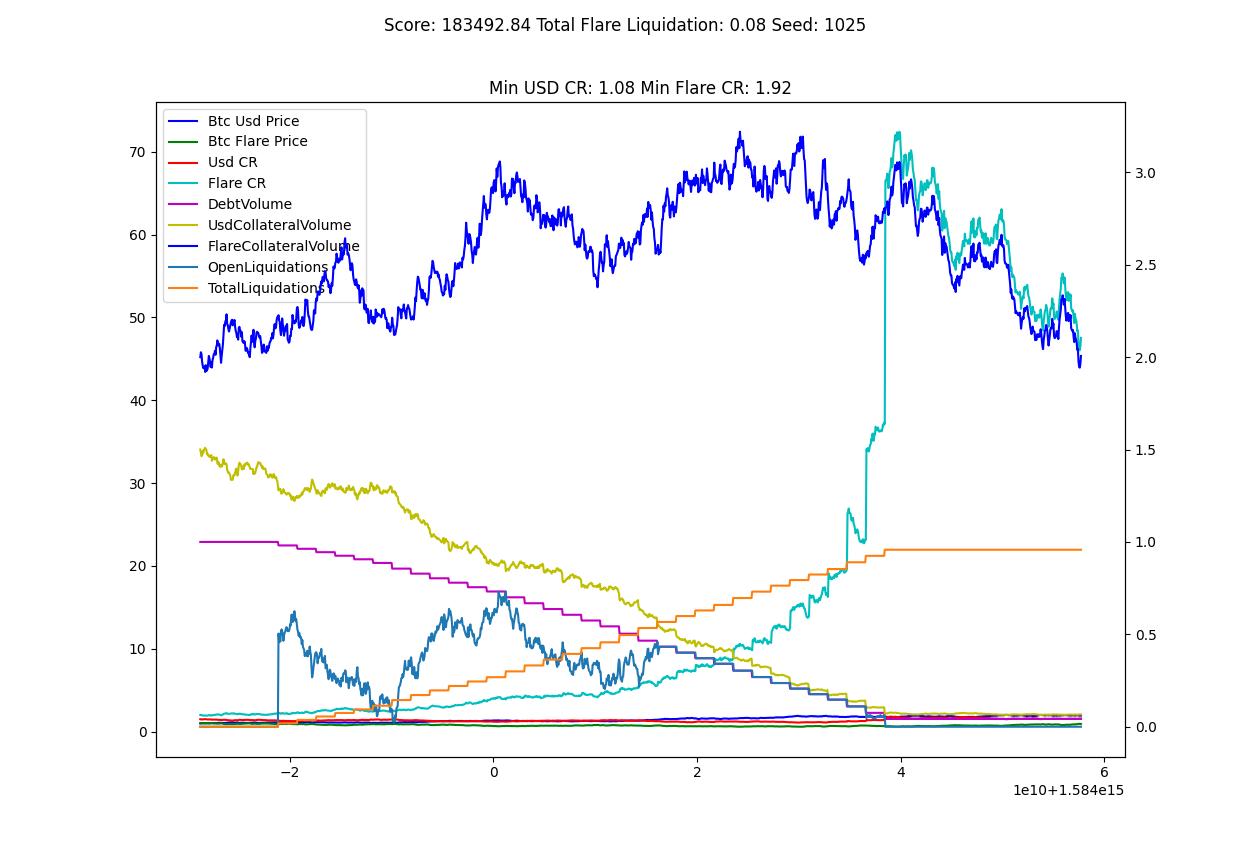 Score: 183492.84 Total Flare Liquidation: 0.08 Seed: 1025
Min USD CR: 1.08 Min Flare CR: 1.92
Btc Usd Price
Btc Flare Price
Usd CR
Flare CR
DebtVolume
UsdCollateralVolume
FlareCollateralVolume
OpenLiquidations
TotalLiquidations
70
60
50
40
30
20
10
0
3.0
2.5
2.0
1.5
1.0
0.5
0.0
−2 0 2 4 6
1e10+1.584e15